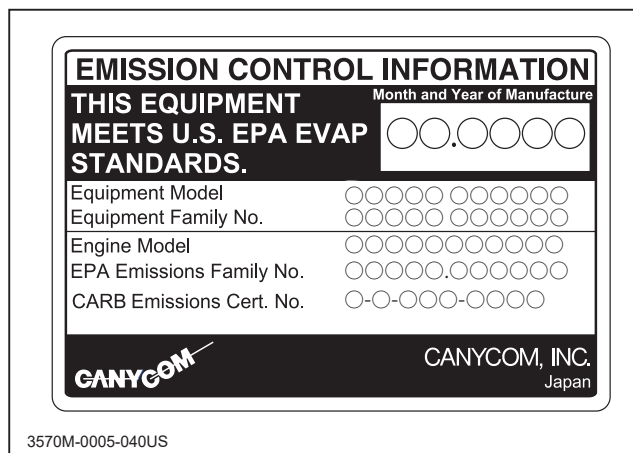 EMISSION CONTROL INFORMATION
THIS EQUIPMENT
MEETS U.S. EPA EVAP
STANDARDS.
Month and Year of Manufacture
○○.○○○○
Equipment Model ○○○○○ ○○○○○○
Equipment Family No. ○○○○○ ○○○○○○
Engine Model ○○○○○○○○○○○
EPA Emissions Family No. ○○○○○.○○○○○○
CARB Emissions Cert. No. ○-○-○○○-○○○○
CANYCOM
CANYCOM, INC.
Japan
3570M-0005-040US